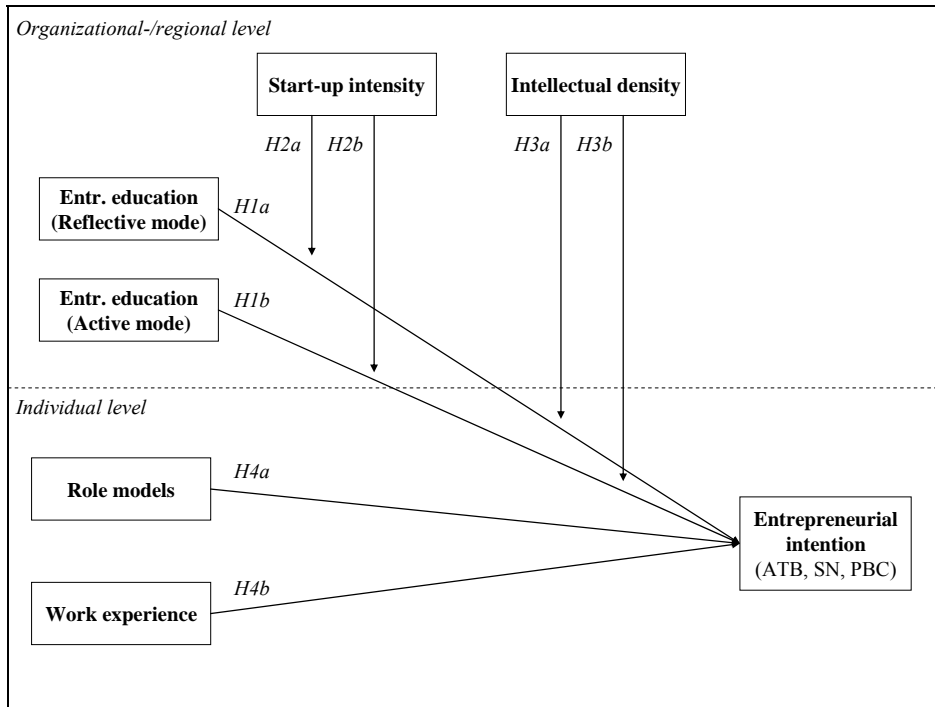 Organizational-/regional level
Start-up intensity
Intellectual density
H2a
H2b
H3a
H3b
Entr. education
(Reflective mode)
H1a
Entr. education
(Active mode)
H1b
Individual level
Role models
H4a
Entrepreneurial
intention
(ATB, SN, PBC)
Work experience
H4b